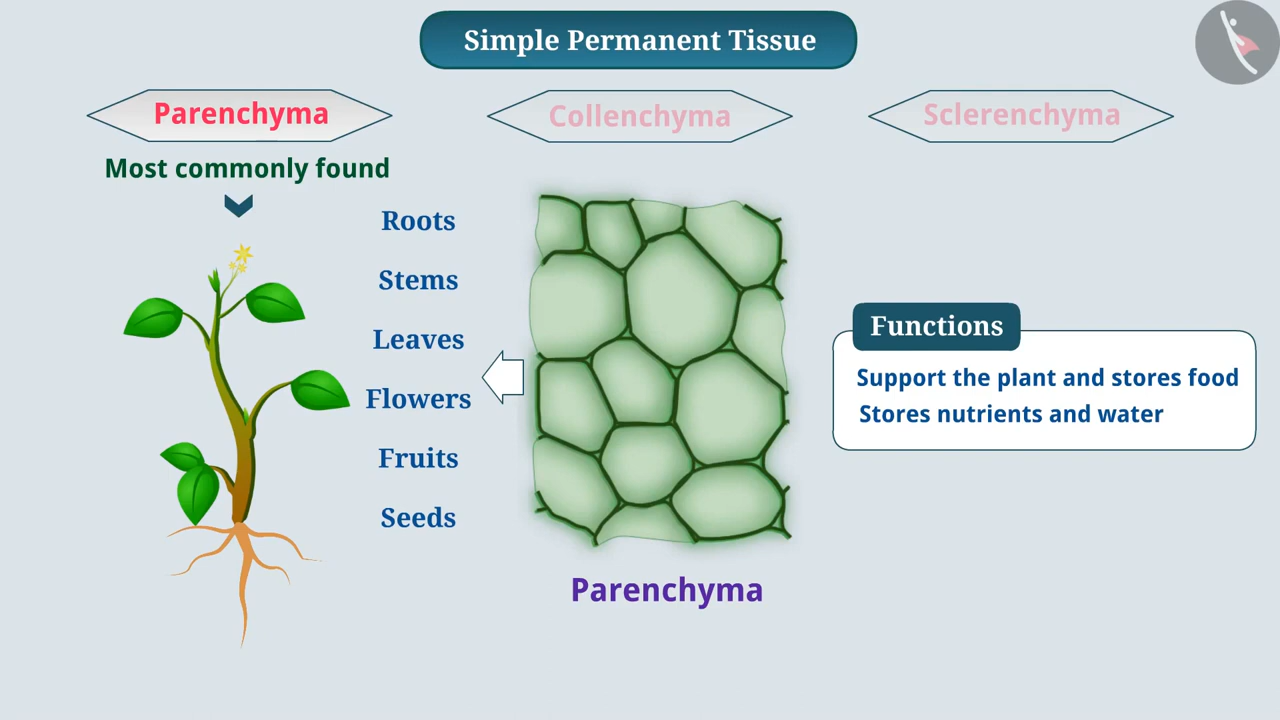 Simple Permanent Tissue
Parenchyma
Collenchyma
Sclerenchyma
Most commonly found
Roots
Stems
Leaves
Flowers
Fruits
Seeds
Parenchyma
Functions
Support the plant and stores food
Stores nutrients and water